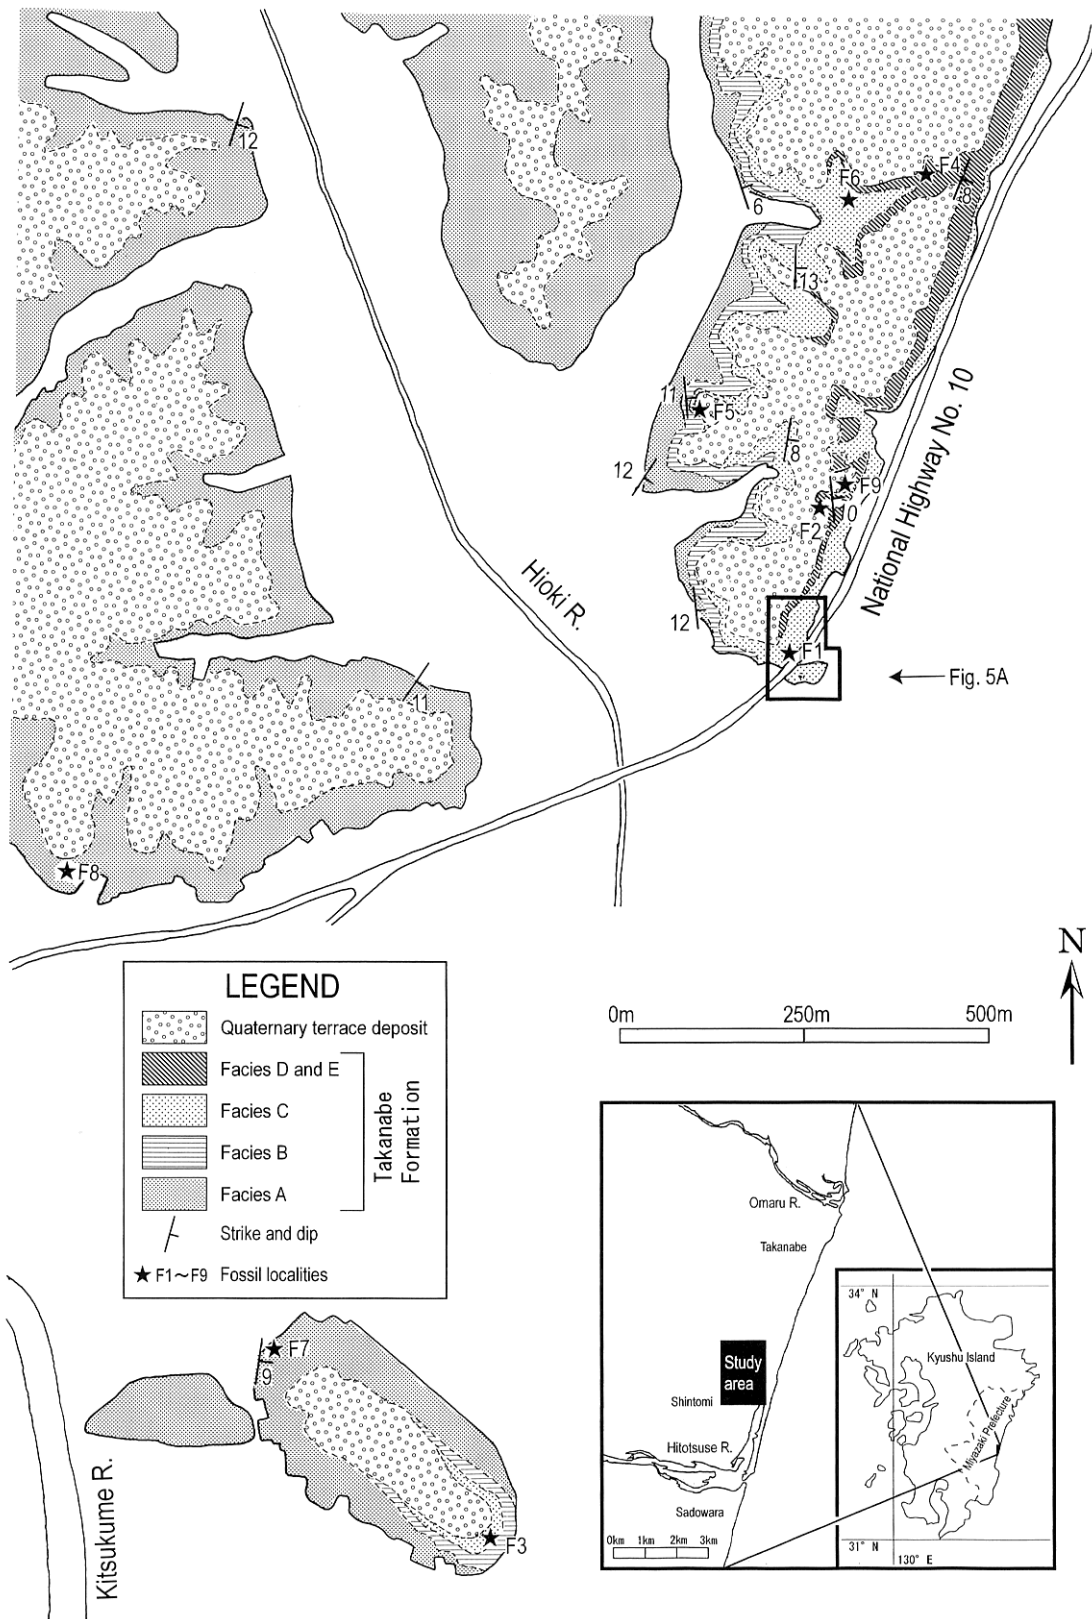 12
F4
F6
8
6
13
11
F5
8
12
F9
0
F2
National Highway No. 10
Hioki R.
12
F1
Fig. 5A
11
F8
N
LEGEND
Quaternary terrace deposit
Facies D and E
Facies C
Facies B
Facies A
Takanabe
Formation
Strike and dip
★ F1～F9 Fossil localities
0m 250m 500m
Omaru R.
Takanabe
Study
area
Shintomi
Hitotsuse R.
Sadowara
0km 1km 2km 3km
34° N
Kyushu Island
Miyazaki Prefecture
31° N
130° E
F7
9
F3
Kitsukume R.